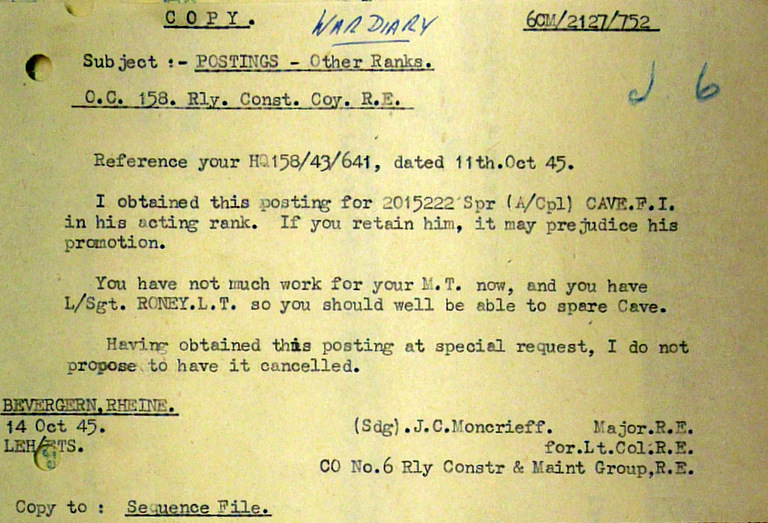 COPY. WAR DIARY 6CM/2127/752
Subject :- POSTINGS - Other Ranks.
J. 6
O.C. 158. Rly. Const. Coy. R.E.
Reference your HQ158/43/641, dated 11th.Oct 45.
I obtained this posting for 2015222 Spr (A/Cpl) CAVE.F.I.
in his acting rank. If you retain him, it may prejudice his
promotion.
You have not much work for your M.T. now, and you have
L/Sgt. RONEY.L.T. so you should well be able to spare Cave.
Having obtained this posting at special request, I do not
propose to have it cancelled.
BEVERGERN,RHEINE.
14 Oct 45. (Sdg).J.C.Moncrieff. Major.R.E.
LEH/ETS. for.Lt.Col.R.E.
CO No.6 Rly Constr & Maint Group,R.E.
Copy to : Sequence File.